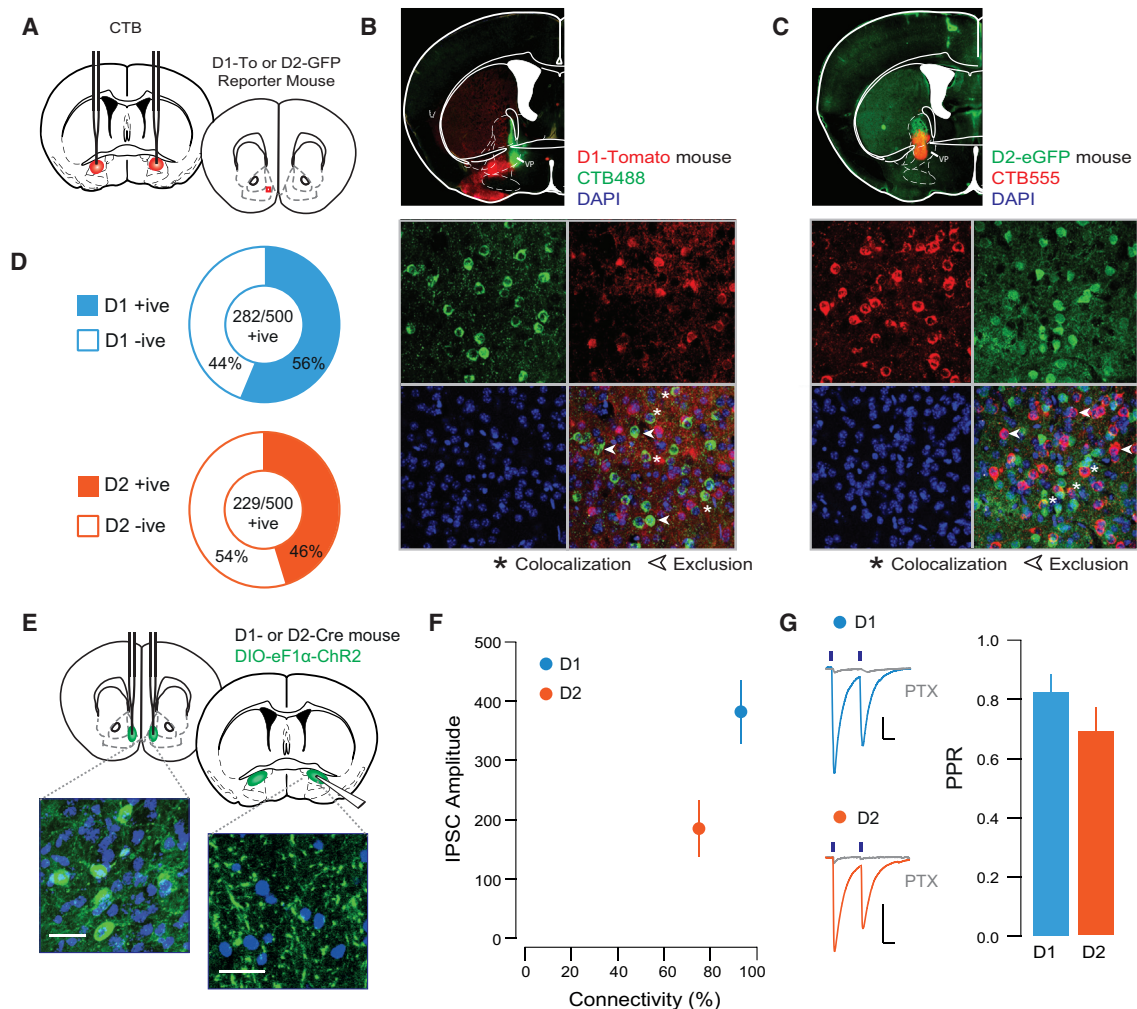 A
CTB
D1-To or D2-GFP
Reporter Mouse
B
VP
D1-Tomato mouse
CTB488
DAPI
* Colocalization
Exclusion
C
VP
D2-eGFP mouse
CTB555
DAPI
* Colocalization
Exclusion
D
D1 +ive
D1 -ive
282/500
+ive
44%
56%
D2 +ive
D2 -ive
229/500
+ive
54%
46%
E
D1- or D2-Cre mouse
DIO-eF1α-ChR2
F
IPSC Amplitude
500
400
300
200
100
0
D1
D2
0
20
40
60
80
100
Connectivity (%)
G
D1
PTX
D2
PTX
PPR
1.0
0.8
0.6
0.4
0.2
0.0
D1
D2